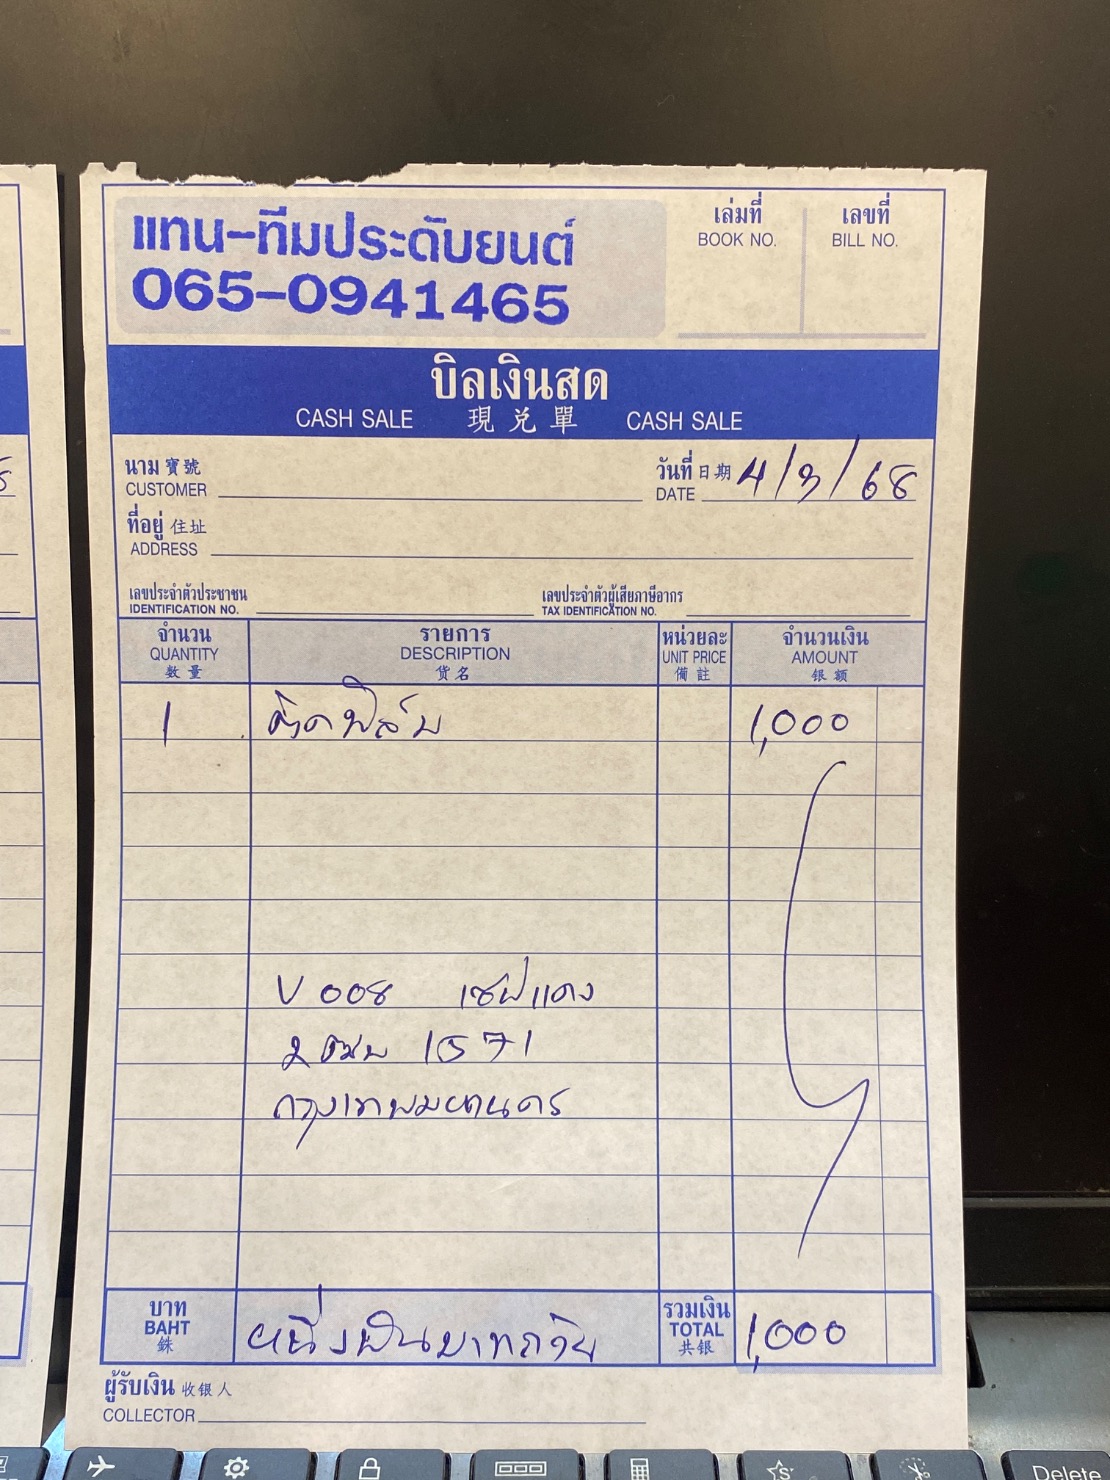 แทน-ทีมประดับยนต์
065-0941465
เล่มที่
BOOK NO.
เลขที่
BILL NO.
บิลเงินสด
CASH SALE 現兑單 CASH SALE
นาม 寶號
CUSTOMER
วันที่ 日期 4/3/68
DATE
ที่อยู่ 住址
ADDRESS
เลขประจำตัวประชาชน
IDENTIFICATION NO.
เลขประจำตัวผู้เสียภาษีอากร
TAX IDENTIFICATION NO.
จำนวน รายการ หน่วยละ จำนวนเงิน
QUANTITY DESCRIPTION UNIT PRICE AMOUNT
数量 货名 備註 银额
1 ติดฟิล์ม 1,000
V 008 เชฟแดง
2ฒฆ 1571
กรุงเทพมหานคร
บาท
BAHT
銖
หนึ่งพันบาทถ้วน
รวมเงิน
TOTAL
共银
1,000
ผู้รับเงิน 收银人
COLLECTOR
Delete